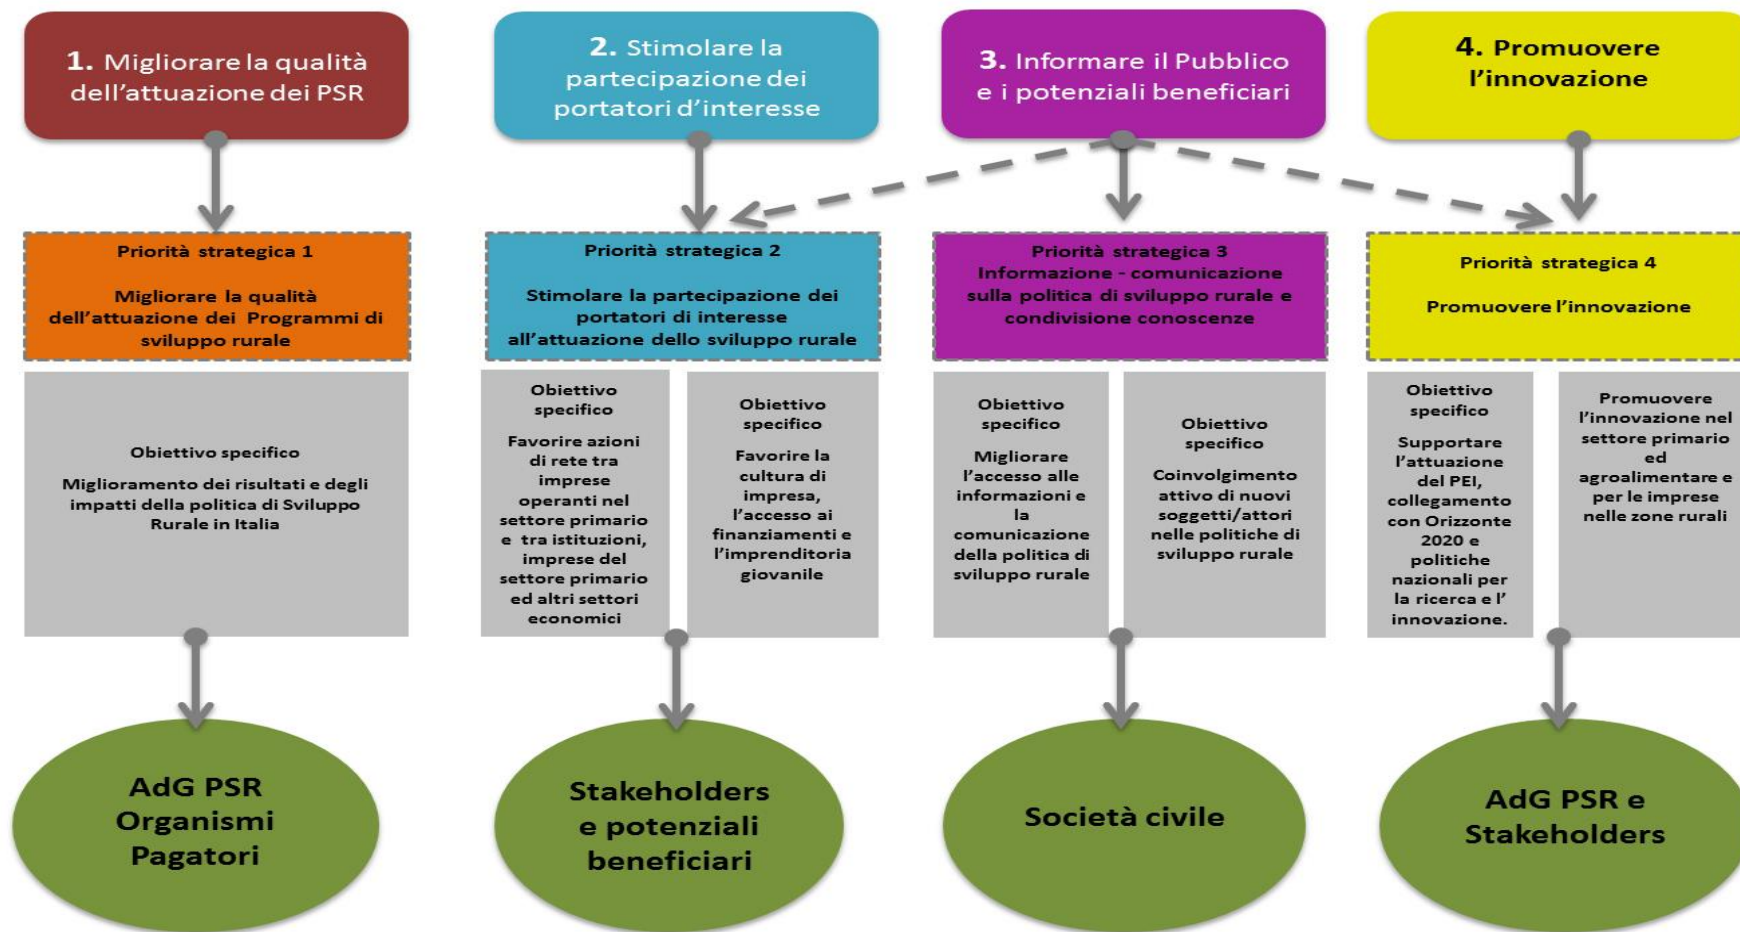 1. Migliorare la qualità
dell'attuazione dei PSR
2. Stimolare la
partecipazione dei
portatori d'interesse
3. Informare il Pubblico
e i potenziali beneficiari
4. Promuovere
l'innovazione
Priorità strategica 1
Migliorare la qualità
dell'attuazione dei Programmi di
sviluppo rurale
Priorità strategica 2
Stimolare la partecipazione dei
portatori di interesse
all'attuazione dello sviluppo rurale
Priorità strategica 3
Informazione - comunicazione
sulla politica di sviluppo rurale e
condivisione conoscenze
Priorità strategica 4
Promuovere l'innovazione
Obiettivo specifico
Miglioramento dei risultati e degli
impatti della politica di Sviluppo
Rurale in Italia
Obiettivo
specifico
Favorire azioni
di rete tra
imprese
operanti nel
settore primario
e tra istituzioni,
imprese del
settore primario
ed altri settori
economici
Obiettivo
specifico
Favorire la
cultura di
impresa,
l'accesso ai
finanziamenti e
l'imprenditoria
giovanile
Obiettivo
specifico
Migliorare
l'accesso alle
informazioni e
la
comunicazione
della politica di
sviluppo rurale
Obiettivo
specifico
Coinvolgimento
attivo di nuovi
soggetti/attori
nelle politiche di
sviluppo rurale
Obiettivo
specifico
Supportare
l'attuazione
del PEI,
collegamento
con Orizzonte
2020 e
politiche
nazionali per
la ricerca e l'
innovazione.
Promuovere
l'innovazione nel
settore primario
ed
agroalimentare e
per le imprese
nelle zone rurali
AdG PSR
Organismi
Pagatori
Stakeholders
e potenziali
beneficiari
Società civile
AdG PSR e
Stakeholders